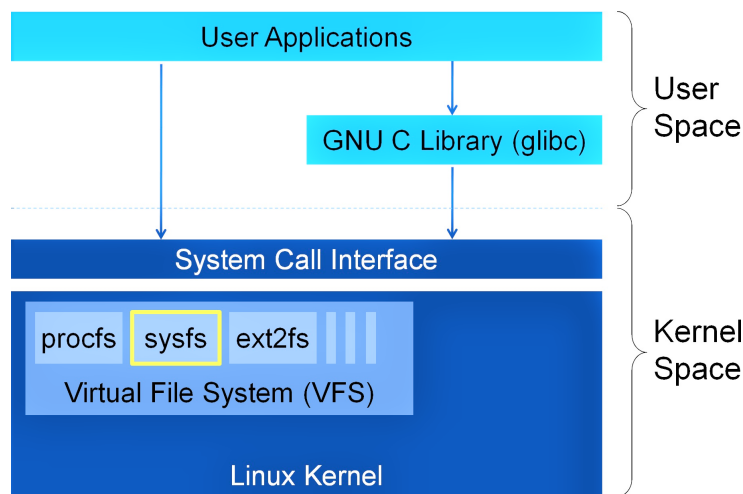 User Applications
User
Space
GNU C Library (glibc)
System Call Interface
procfs
sysfs
ext2fs
Virtual File System (VFS)
Kernel
Space
Linux Kernel